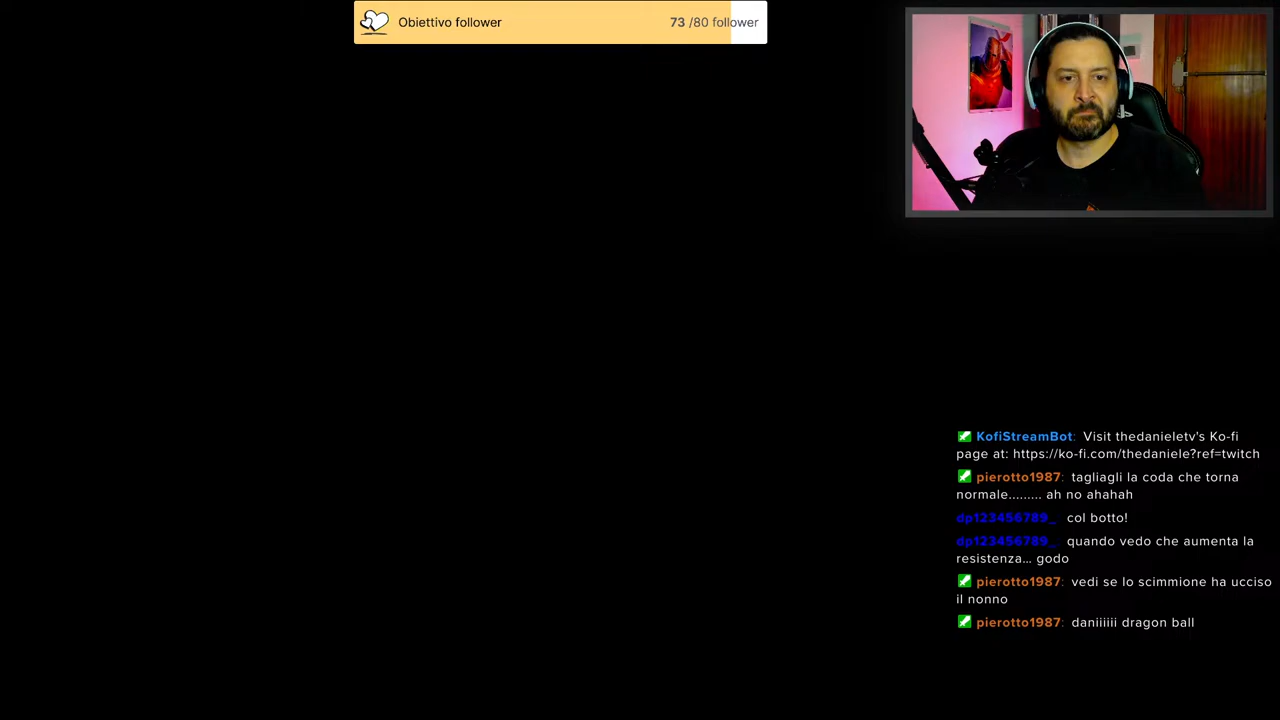 Obiettivo follower 73 /80 follower
KofiStreamBot: Visit thedanieletv's Ko-fi
page at: https://ko-fi.com/thedaniele?ref=twitch
pierotto1987: tagliagli la coda che torna
normale......... ah no ahahah
dp123456789_ col botto!
dp123456789_ quando vedo che aumenta la
resistenza... godo
pierotto1987: vedi se lo scimmione ha ucciso
il nonno
pierotto1987: daniiiiii dragon ball